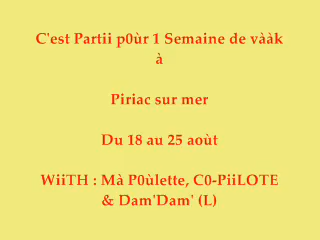 C'est Partii p0ùr 1 Semaine de vààk
à
Piriac sur mer
Du 18 au 25 aoùt
WiiTH : Mà P0ùlette, C0-PiiLOTE
& Dam'Dam' (L)